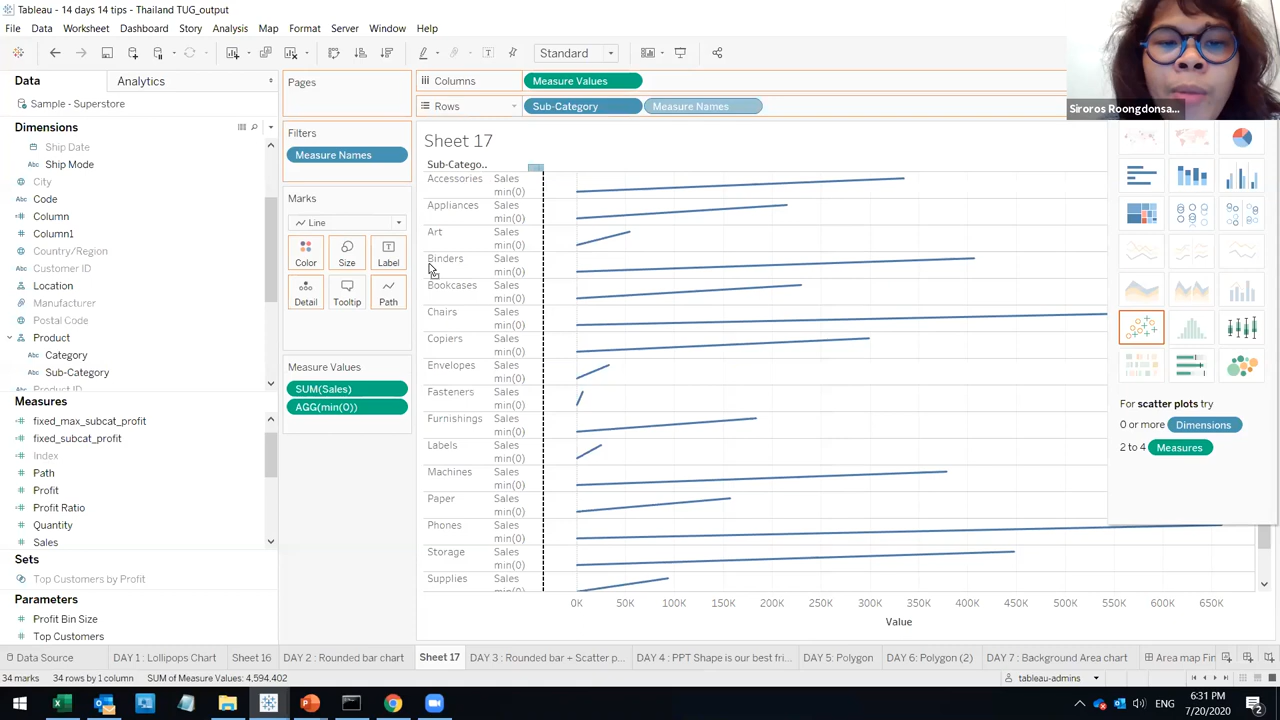 Tableau - 14 days 14 tips - Thailand TUG_output
File Data Worksheet Dashboard Story Analysis Map Format Server Window Help
Standard
Data Analytics
Sample - Superstore
Dimensions
Ship Date
Abc Ship Mode
City
Abc Code
# Column
# Column1
Country/Region
Customer ID
Location
Manufacturer
Postal Code
Product
Abc Category
Abc Sub-Category
Product ID
Measures
fixed_max_subcat_profit
fixed_subcat_profit
Index
Path
Profit
Profit Ratio
Quantity
Sales
Sets
Top Customers by Profit
Parameters
# Profit Bin Size
# Top Customers
Pages
Filters
Measure Names
Marks
Line
Color Size Label
Detail Tooltip Path
Measure Values
SUM(Sales)
AGG(min(0))
Columns Measure Values
Rows Sub-Category Measure Names
Sheet 17
Sub-Catego..
Accessories Sales
min(0)
Appliances Sales
min(0)
Art Sales
min(0)
Binders Sales
min(0)
Bookcases Sales
min(0)
Chairs Sales
min(0)
Copiers Sales
min(0)
Envelopes Sales
min(0)
Fasteners Sales
min(0)
Furnishings Sales
min(0)
Labels Sales
min(0)
Machines Sales
min(0)
Paper Sales
min(0)
Phones Sales
min(0)
Storage Sales
min(0)
Supplies Sales
min(0)
0K 50K 100K 150K 200K 250K 300K 350K 400K 450K 500K 550K 600K 650K
Value
Siroros Roongdonsa...
For scatter plots try
0 or more Dimensions
2 to 4 Measures
Data Source DAY 1 : Lollipops Chart Sheet 16 DAY 2 : Rounded bar chart Sheet 17 DAY 3 : Rounded bar + Scatter p... DAY 4 : PPT Shape is our best fri... DAY 5: Polygon DAY 6: Polygon (2) DAY 7: Background Area chart Area map Fin
34 marks 34 rows by 1 column SUM of Measure Values: 4,594,402 tableau-admins
ENG
6:31 PM
7/20/2020
2